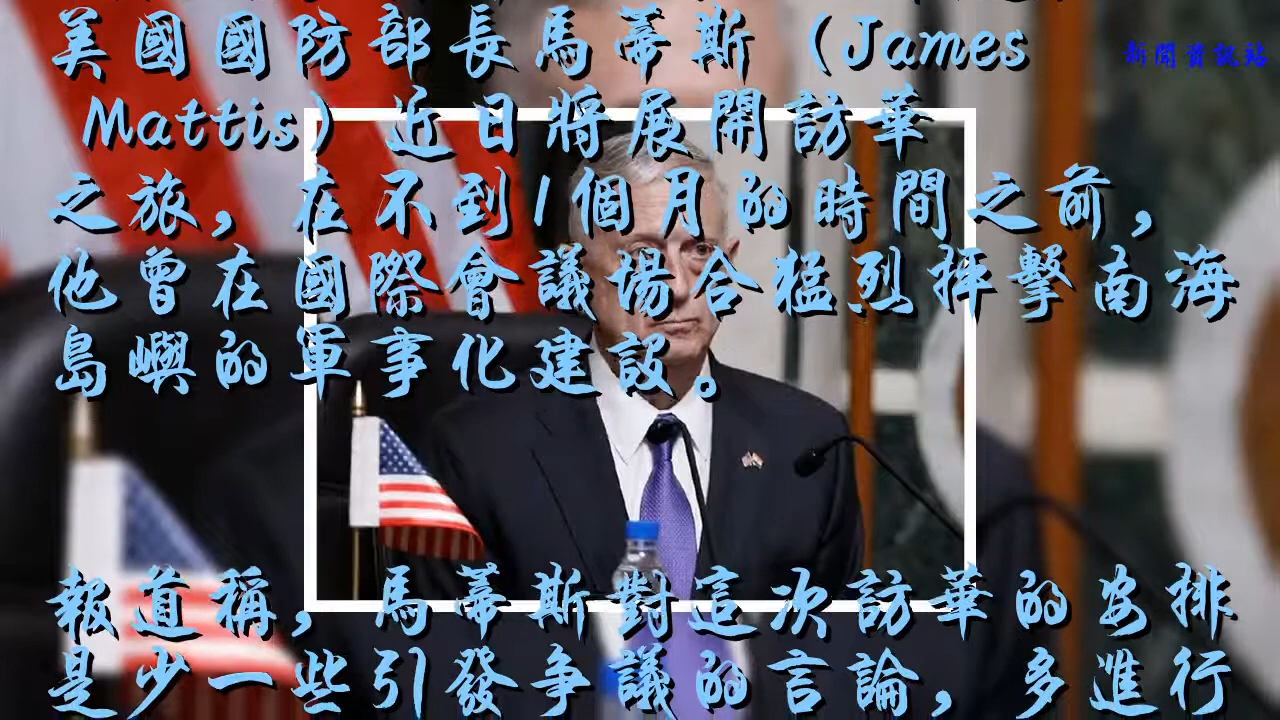 美國國防部長馬蒂斯（James
新聞資訊站
Mattis）近日將展開訪華
之旅，在不到1個月的時間之前，
他曾在國際會議場合猛烈抨擊南海
島嶼的軍事化建設。
報道稱，馬蒂斯對這次訪華的安排
是少一些引發爭議的言論，多進行